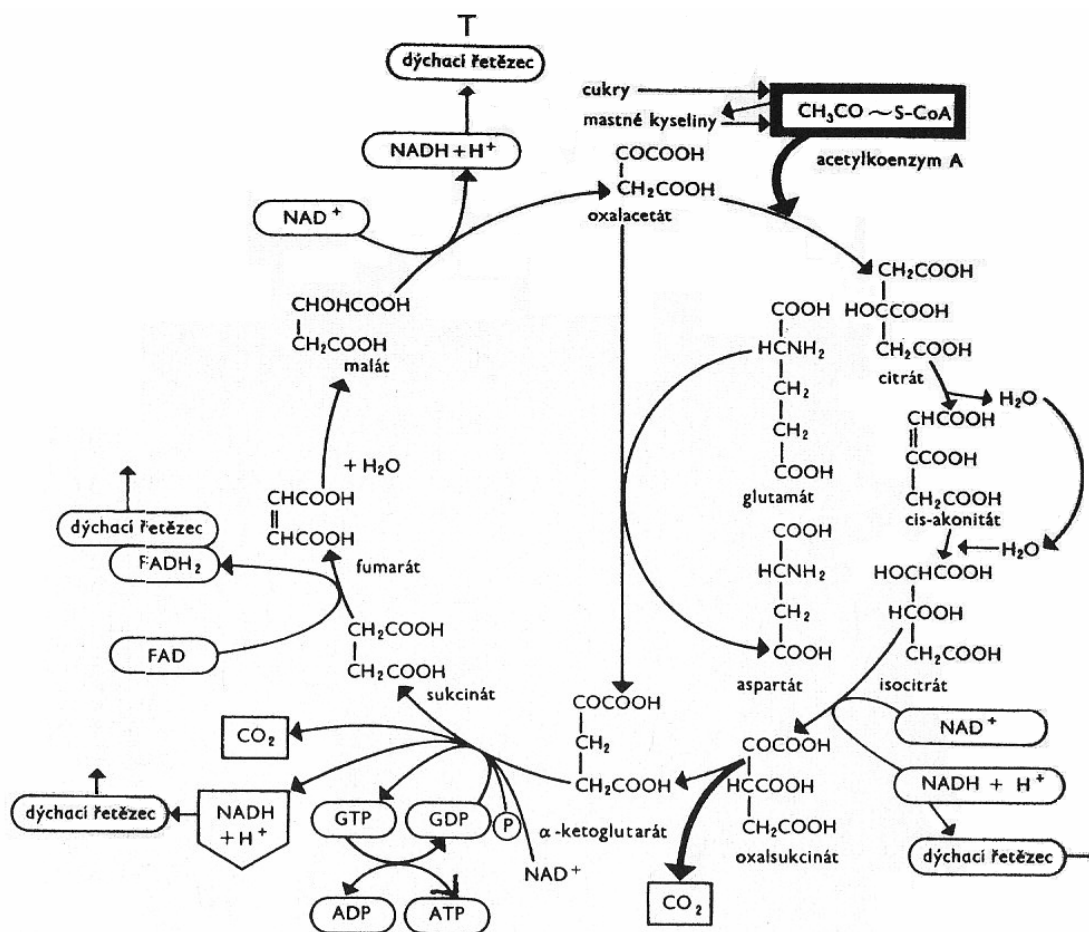 T
dýchací řetězec
NADH + H⁺
NAD⁺
cukry
mastné kyseliny
CH₃CO ~ S-CoA
acetylkoenzym A
COCOOH
CH₂COOH
oxalacetát
CH₂COOH
HOCCOOH
CH₂COOH
citrát
H₂O
CHCOOH
CCOOH
CH₂COOH
cis-akonitát
H₂O
HOCHCOOH
HCCOOH
CH₂COOH
isocitrát
NAD⁺
NADH + H⁺
dýchací řetězec
COCOOH
HCCOOH
CH₂COOH
oxalsukcinát
CO₂
COOH
HCNH₂
CH₂
CH₂
COOH
glutamát
COOH
HCNH₂
CH₂
COOH
aspartát
COCOOH
CH₂
CH₂COOH
α-ketoglutarát
NAD⁺
P
GDP
GTP
ADP
ATP
NADH
+ H⁺
dýchací řetězec
CO₂
CH₂COOH
CH₂COOH
sukcinát
FAD
FADH₂
dýchací řetězec
CHCOOH
CHCOOH
fumarát
+ H₂O
CHOHCOOH
CH₂COOH
malát